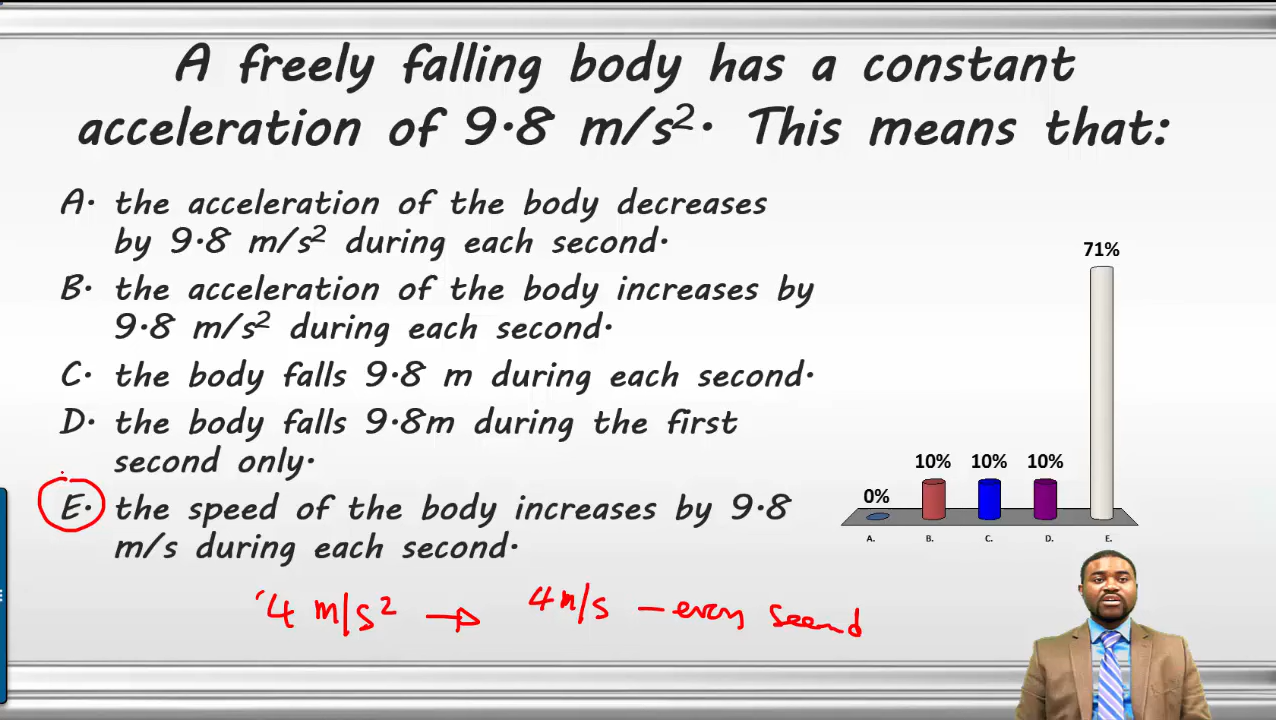 A freely falling body has a constant
acceleration of 9.8 m/s². This means that:
A. the acceleration of the body decreases
by 9.8 m/s² during each second.
B. the acceleration of the body increases by
9.8 m/s² during each second.
C. the body falls 9.8 m during each second.
D. the body falls 9.8m during the first
second only.
E. the speed of the body increases by 9.8
m/s during each second.
0% 10% 10% 10% 71%
A. B. C. D. E.
4 m/s² → 4m/s – every second